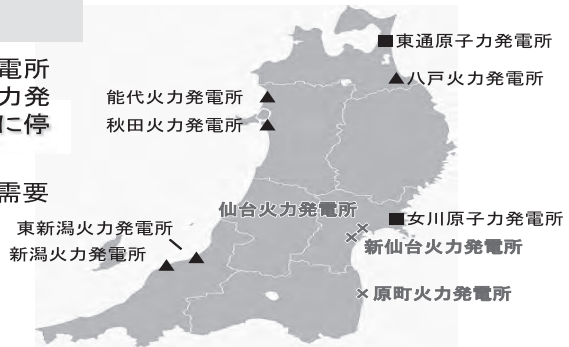 電所
力発
に停
需要
東通原子力発電所
八戸火力発電所
能代火力発電所
秋田火力発電所
仙台火力発電所
女川原子力発電所
東新潟火力発電所
新仙台火力発電所
新潟火力発電所
原町火力発電所